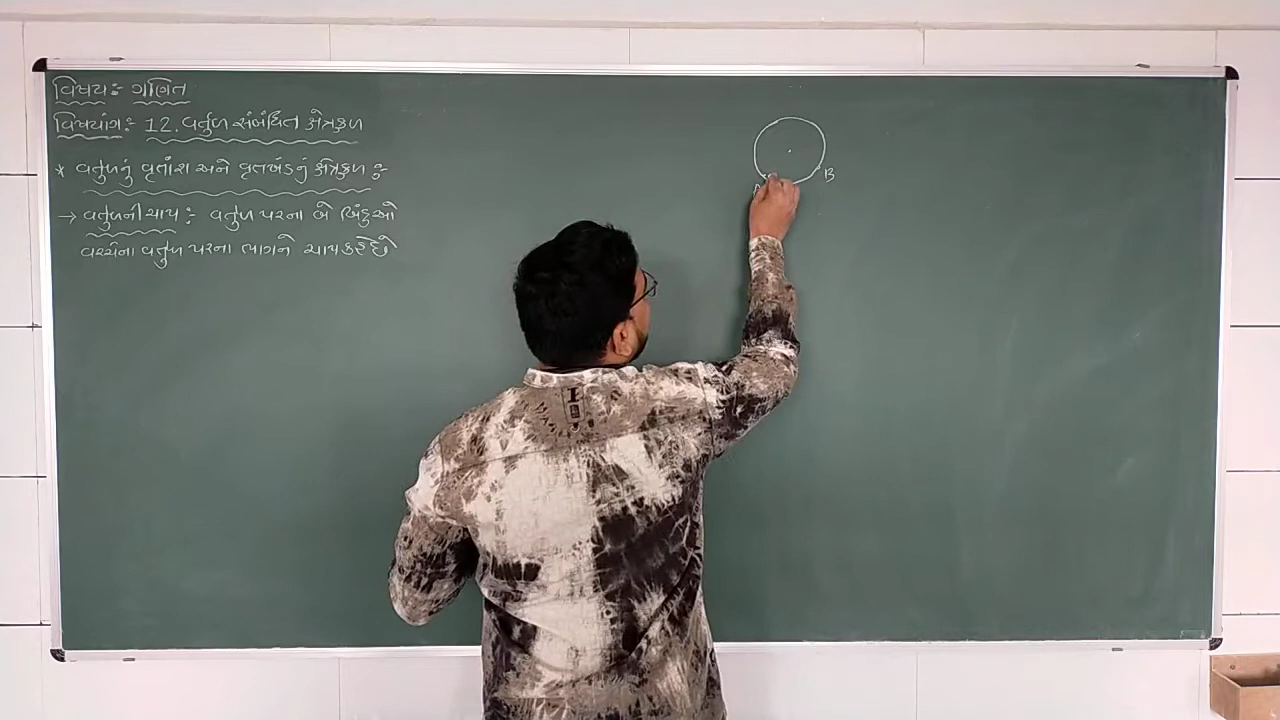 વિષય:- ગણિત
વિષયાંગ:- 12. વર્તુળ સંબંધિત ક્ષેત્રફળ
* વર્તુળનું વૃતાંશ અને વૃતખંડનું ક્ષેત્રફળ :-
→ વર્તુળની ચાપ :- વર્તુળ પરના બે બિંદુઓ
વચ્ચેના વર્તુળ પરના ભાગને ચાપ કહે છે
A B